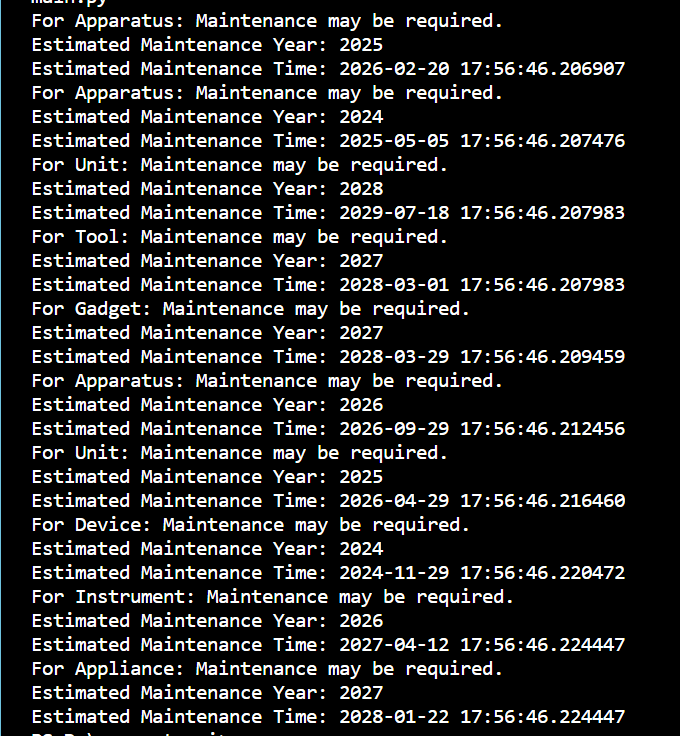 main.py
For Apparatus: Maintenance may be required.
Estimated Maintenance Year: 2025
Estimated Maintenance Time: 2026-02-20 17:56:46.206907
For Apparatus: Maintenance may be required.
Estimated Maintenance Year: 2024
Estimated Maintenance Time: 2025-05-05 17:56:46.207476
For Unit: Maintenance may be required.
Estimated Maintenance Year: 2028
Estimated Maintenance Time: 2029-07-18 17:56:46.207983
For Tool: Maintenance may be required.
Estimated Maintenance Year: 2027
Estimated Maintenance Time: 2028-03-01 17:56:46.207983
For Gadget: Maintenance may be required.
Estimated Maintenance Year: 2027
Estimated Maintenance Time: 2028-03-29 17:56:46.209459
For Apparatus: Maintenance may be required.
Estimated Maintenance Year: 2026
Estimated Maintenance Time: 2026-09-29 17:56:46.212456
For Unit: Maintenance may be required.
Estimated Maintenance Year: 2025
Estimated Maintenance Time: 2026-04-29 17:56:46.216460
For Device: Maintenance may be required.
Estimated Maintenance Year: 2024
Estimated Maintenance Time: 2024-11-29 17:56:46.220472
For Instrument: Maintenance may be required.
Estimated Maintenance Year: 2026
Estimated Maintenance Time: 2027-04-12 17:56:46.224447
For Appliance: Maintenance may be required.
Estimated Maintenance Year: 2027
Estimated Maintenance Time: 2028-01-22 17:56:46.224447